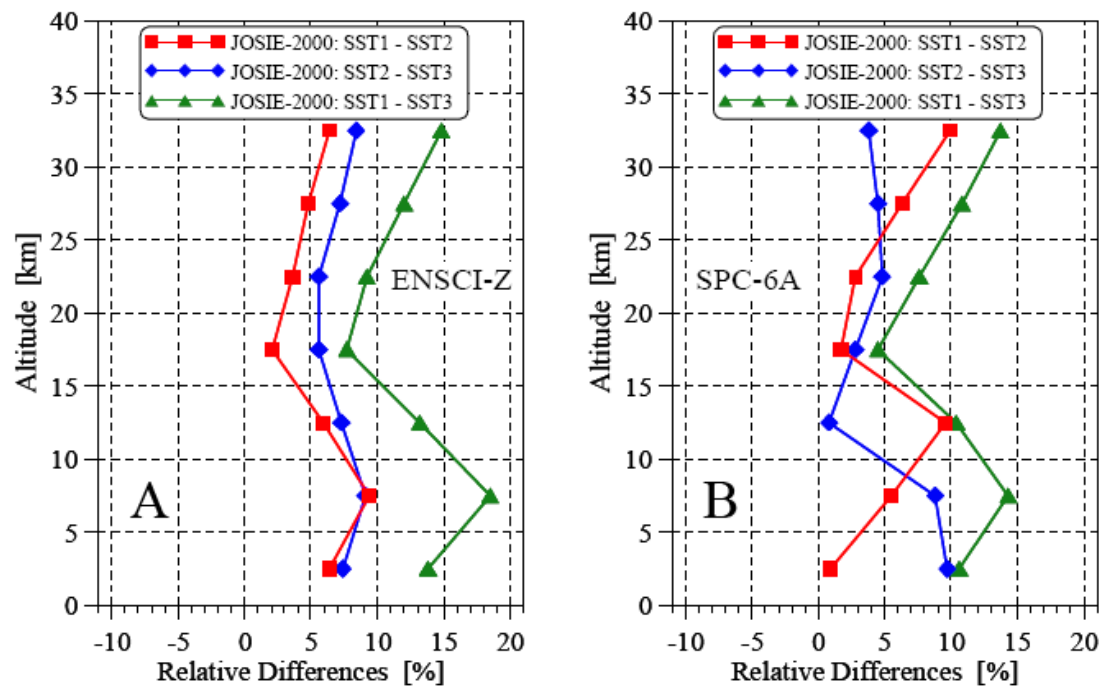 40
35
30
25
20
15
10
5
0
Altitude [km]
JOSIE-2000: SST1 - SST2
JOSIE-2000: SST2 - SST3
JOSIE-2000: SST1 - SST3
ENSCI-Z
A
-10 -5 0 5 10 15 20
Relative Differences [%]
40
35
30
25
20
15
10
5
0
Altitude [km]
JOSIE-2000: SST1 - SST2
JOSIE-2000: SST2 - SST3
JOSIE-2000: SST1 - SST3
SPC-6A
B
-10 -5 0 5 10 15 20
Relative Differences [%]